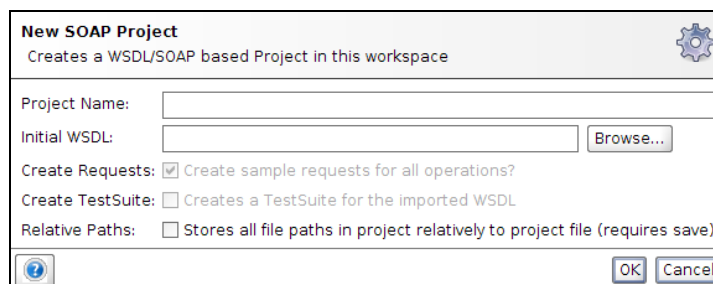 New SOAP Project
Creates a WSDL/SOAP based Project in this workspace
Project Name:
Initial WSDL: Browse...
Create Requests: Create sample requests for all operations?
Create TestSuite: Creates a TestSuite for the imported WSDL
Relative Paths: Stores all file paths in project relatively to project file (requires save)
? OK Cancel